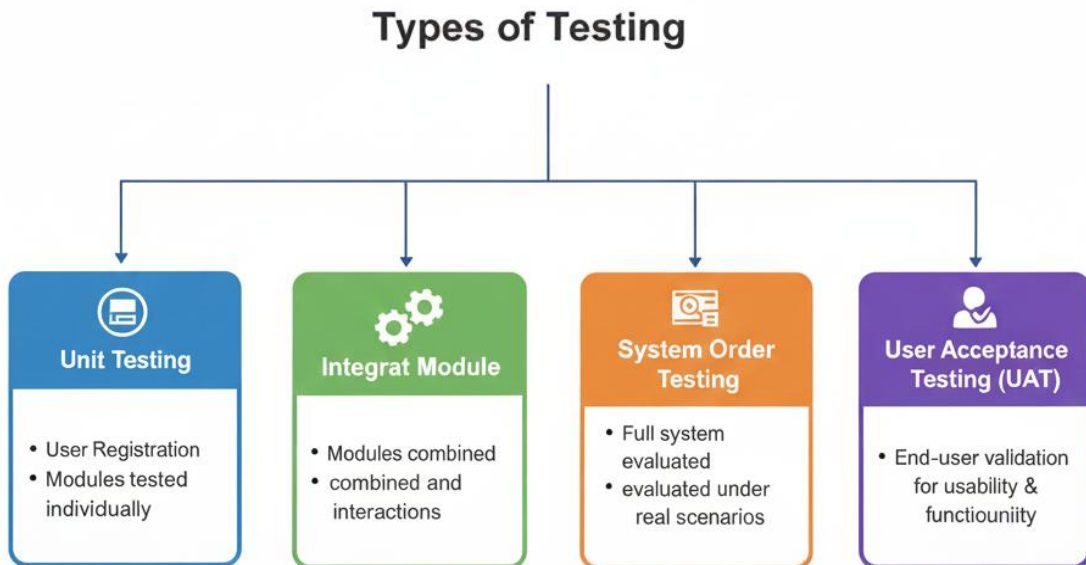 Types of Testing
Unit Testing
• User Registration
• Modules tested
individually
Integrat Module
• Modules combined
• combined and
interactions
System Order
Testing
• Full system
evaluated
• evaluated under
real scenarios
User Acceptance
Testing (UAT)
• End-user validation
for usability &
functiouniity